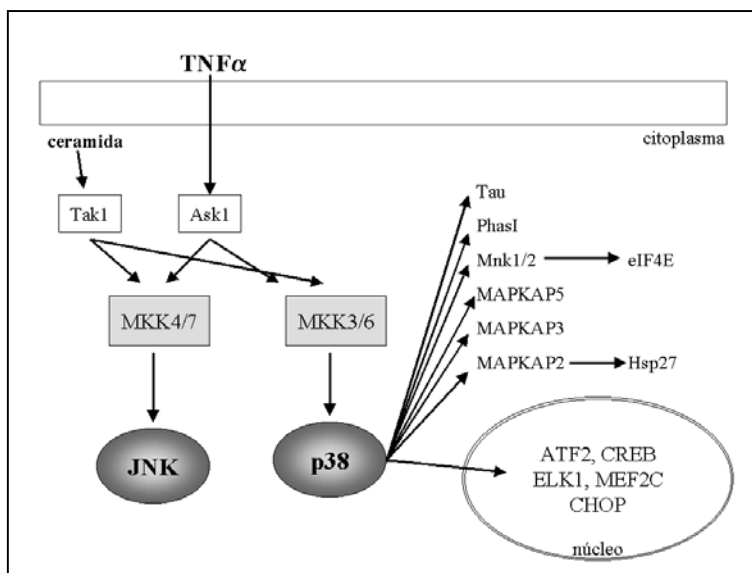 TNFα
citoplasma
ceramida
Tak1
Ask1
Tau
PhasI
Mnk1/2
eIF4E
MAPKAP5
MAPKAP3
MAPKAP2
Hsp27
MKK4/7
MKK3/6
JNK
p38
ATF2, CREB
ELK1, MEF2C
CHOP
núcleo